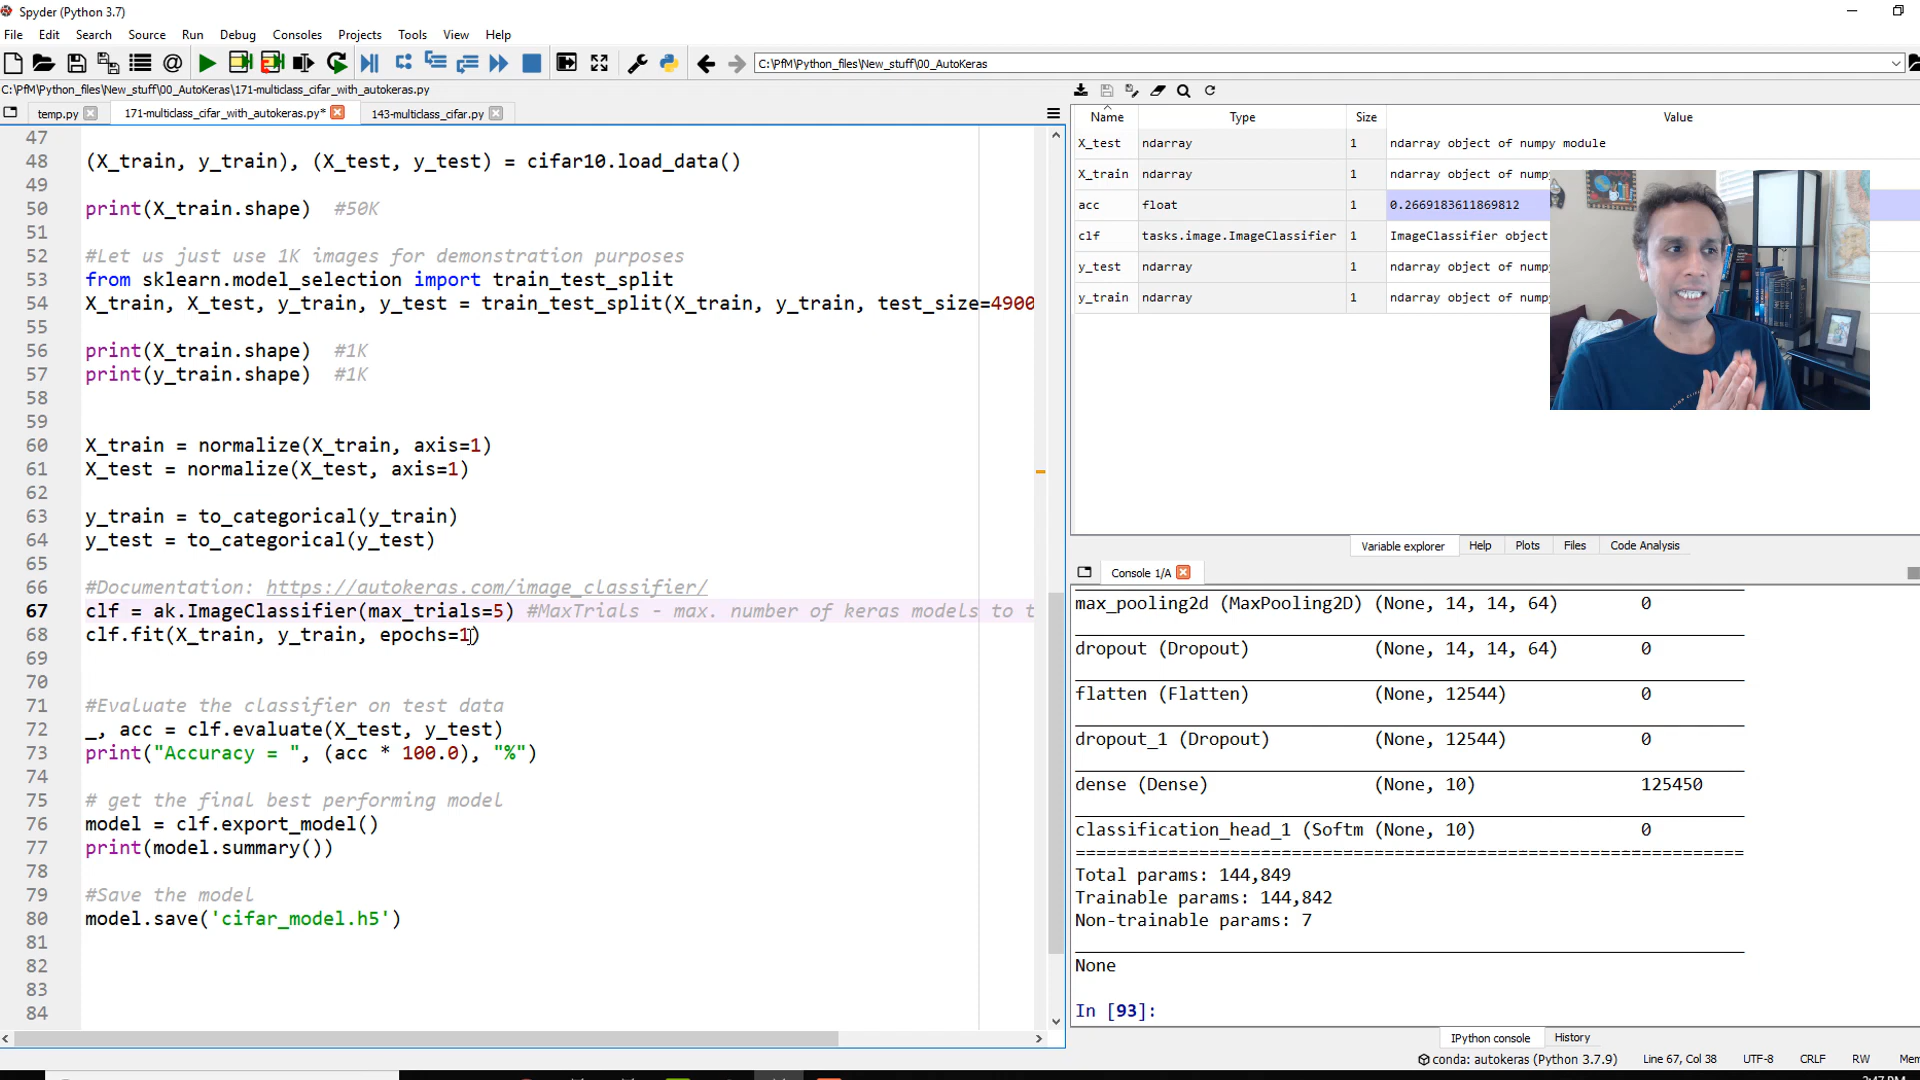 Spyder (Python 3.7)
File Edit Search Source Run Debug Consoles Projects Tools View Help
C:\PfM\Python_files\New_stuff\00_AutoKeras
C:\PfM\Python_files\New_stuff\00_AutoKeras\171-multiclass_cifar_with_autokeras.py
temp.py 171-multiclass_cifar_with_autokeras.py* 143-multiclass_cifar.py
47
48 (X_train, y_train), (X_test, y_test) = cifar10.load_data()
49
50 print(X_train.shape) #50K
51
52 #Let us just use 1K images for demonstration purposes
53 from sklearn.model_selection import train_test_split
54 X_train, X_test, y_train, y_test = train_test_split(X_train, y_train, test_size=4900
55
56 print(X_train.shape) #1K
57 print(y_train.shape) #1K
58
59
60 X_train = normalize(X_train, axis=1)
61 X_test = normalize(X_test, axis=1)
62
63 y_train = to_categorical(y_train)
64 y_test = to_categorical(y_test)
65
66 #Documentation: https://autokeras.com/image_classifier/
67 clf = ak.ImageClassifier(max_trials=5) #MaxTrials - max. number of keras models to t
68 clf.fit(X_train, y_train, epochs=1)
69
70
71 #Evaluate the classifier on test data
72 _, acc = clf.evaluate(X_test, y_test)
73 print("Accuracy = ", (acc * 100.0), "%")
74
75 # get the final best performing model
76 model = clf.export_model()
77 print(model.summary())
78
79 #Save the model
80 model.save('cifar_model.h5')
81
82
83
84
Name Type Size Value
X_test ndarray 1 ndarray object of numpy module
X_train ndarray 1 ndarray object of nump
acc float 1 0.2669183611869812
clf tasks.image.ImageClassifier 1 ImageClassifier object
y_test ndarray 1 ndarray object of nump
y_train ndarray 1 ndarray object of nump
Variable explorer Help Plots Files Code Analysis
Console 1/A
max_pooling2d (MaxPooling2D) (None, 14, 14, 64) 0
dropout (Dropout) (None, 14, 14, 64) 0
flatten (Flatten) (None, 12544) 0
dropout_1 (Dropout) (None, 12544) 0
dense (Dense) (None, 10) 125450
classification_head_1 (Softm (None, 10) 0
================================================================
Total params: 144,849
Trainable params: 144,842
Non-trainable params: 7
None
In [93]:
IPython console History
conda: autokeras (Python 3.7.9) Line 67, Col 38 UTF-8 CRLF RW Mem